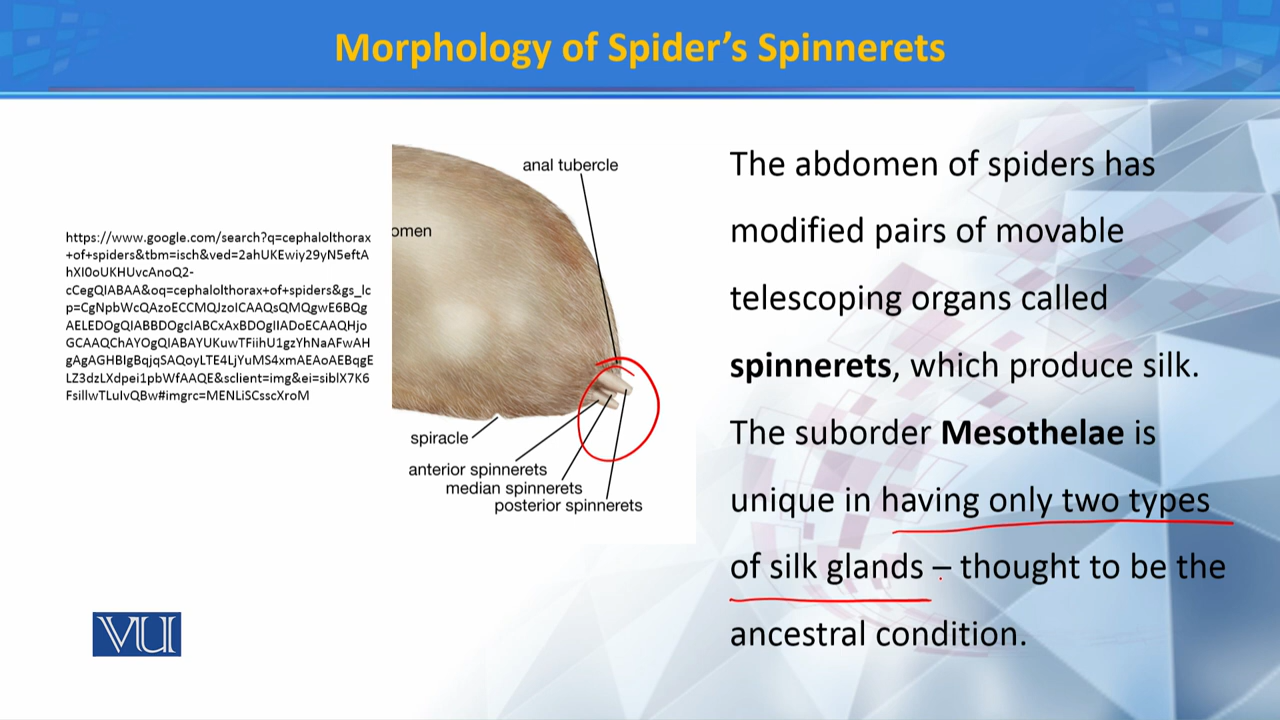 Morphology of Spider’s Spinnerets
https://www.google.com/search?q=cephalolthorax
+of+spiders&tbm=isch&ved=2ahUKEwiy29yN5eftA
hXI0oUKHUvcAnoQ2-
cCegQIABAA&oq=cephalolthorax+of+spiders&gs_lc
p=CgNpbWcQAzoECCMQJzoICAAQsQMQgwE6BQg
AELEDOgQIABBDOgcIABCxAxBDOgIIADoECAAQHjo
GCAAQChAYOgQIABAYUKuwTFiihU1gzYhNaAFwAH
gAgAGHBIgBqjqSAQoyLTE4LjYuMS4xmAEAoAEBqgE
LZ3dzLXdpei1pbWfAAQE&sclient=img&ei=siblX7K6
FsillwTLulvQBw#imgrc=MENLiSCsscXroM
anal tubercle
omen
spiracle
anterior spinnerets
median spinnerets
posterior spinnerets
The abdomen of spiders has
modified pairs of movable
telescoping organs called
spinnerets, which produce silk.
The suborder Mesothelae is
unique in having only two types
of silk glands – thought to be the
ancestral condition.
VU